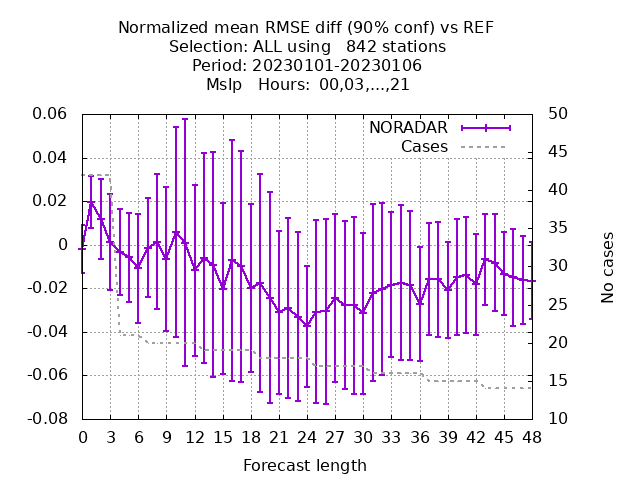 Normalized mean RMSE diff (90% conf) vs REF
Selection: ALL using   842 stations
Period: 20230101-20230106
Mslp   Hours:  00,03,...,21
NORADAR
Cases
0.06
0.04
0.02
0
-0.02
-0.04
-0.06
-0.08
50
45
40
35
30
25
20
15
10
No cases
0 3 6 9 12 15 18 21 24 27 30 33 36 39 42 45 48
Forecast length